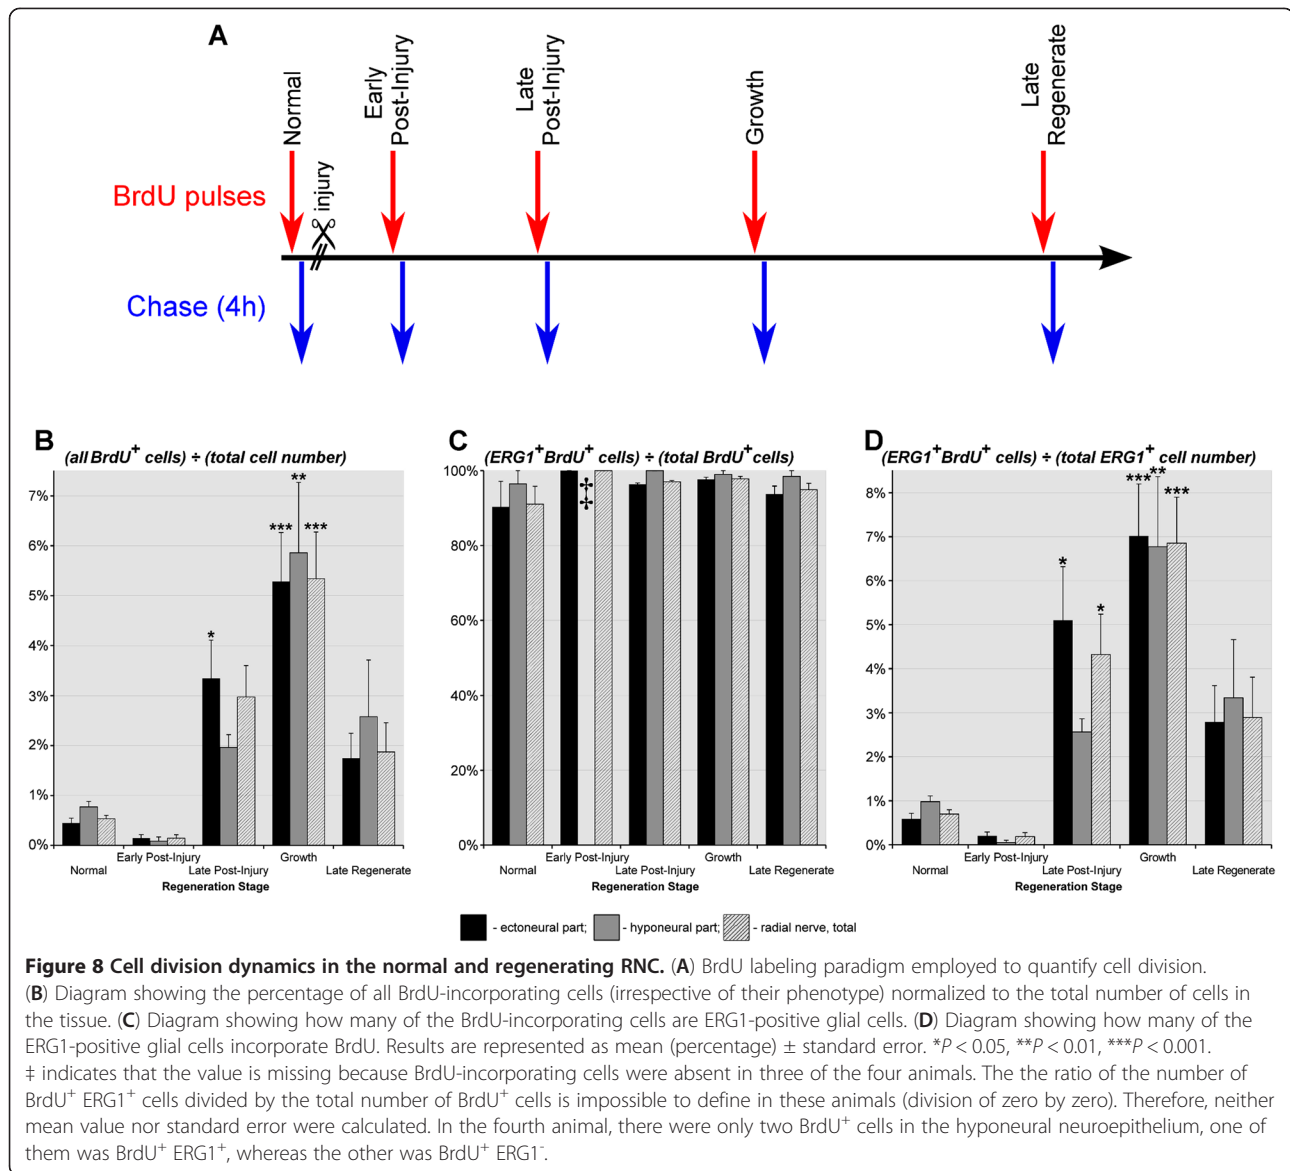 A
Normal
Early
Post-Injury
Late
Post-Injury
Growth
Late
Regenerate
injury
BrdU pulses
Chase (4h)
B
(all BrdU+ cells) ÷ (total cell number)
7%
6%
5%
4%
3%
2%
1%
0%
***
**
***
*
Early Post-Injury
Growth
Normal
Late Post-Injury
Late Regenerate
Regeneration Stage
C
(ERG1+BrdU+ cells) ÷ (total BrdU+cells)
100%
80%
60%
40%
20%
0%
‡
Early Post-Injury
Growth
Normal
Late Post-Injury
Late Regenerate
Regeneration Stage
D
(ERG1+BrdU+ cells) ÷ (total ERG1+ cell number)
8%
7%
6%
5%
4%
3%
2%
1%
0%
***
**
***
*
*
Early Post-Injury
Growth
Normal
Late Post-Injury
Late Regenerate
Regeneration Stage
- ectoneural part; - hyponeural part; - radial nerve, total
Figure 8 Cell division dynamics in the normal and regenerating RNC. (A) BrdU labeling paradigm employed to quantify cell division.
(B) Diagram showing the percentage of all BrdU-incorporating cells (irrespective of their phenotype) normalized to the total number of cells in
the tissue. (C) Diagram showing how many of the BrdU-incorporating cells are ERG1-positive glial cells. (D) Diagram showing how many of the
ERG1-positive glial cells incorporate BrdU. Results are represented as mean (percentage) ± standard error. *P < 0.05, **P < 0.01, ***P < 0.001.
‡ indicates that the value is missing because BrdU-incorporating cells were absent in three of the four animals. The the ratio of the number of
BrdU+ ERG1+ cells divided by the total number of BrdU+ cells is impossible to define in these animals (division of zero by zero). Therefore, neither
mean value nor standard error were calculated. In the fourth animal, there were only two BrdU+ cells in the hyponeural neuroepithelium, one of
them was BrdU+ ERG1+, whereas the other was BrdU+ ERG1-.